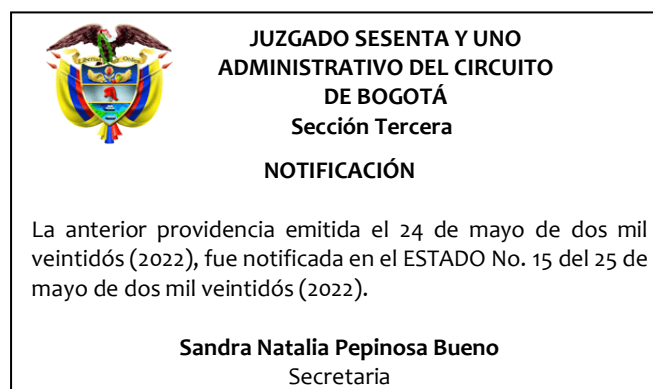 JUZGADO SESENTA Y UNO
ADMINISTRATIVO DEL CIRCUITO
DE BOGOTÁ
Sección Tercera
NOTIFICACIÓN
La anterior providencia emitida el 24 de mayo de dos mil
veintidós (2022), fue notificada en el ESTADO No. 15 del 25 de
mayo de dos mil veintidós (2022).
Sandra Natalia Pepinosa Bueno
Secretaria